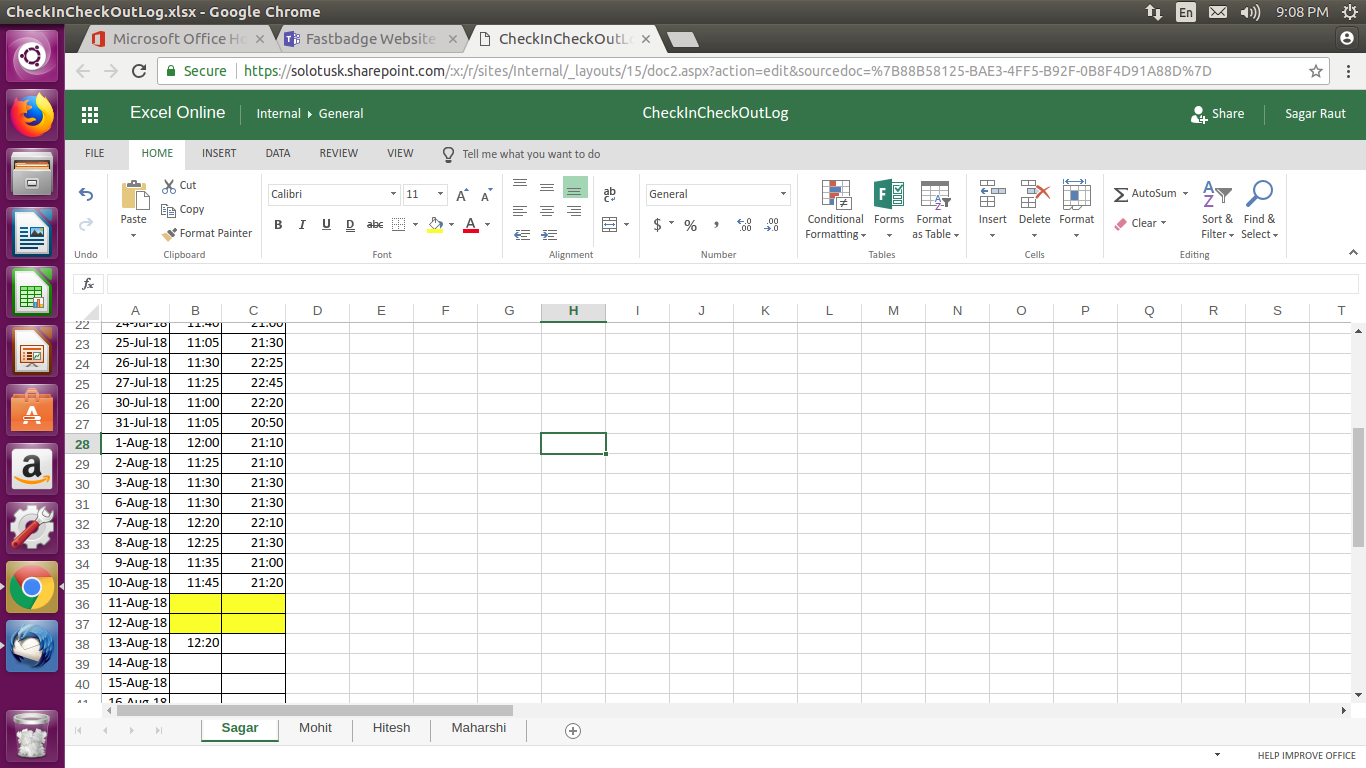 CheckInCheckOutLog.xlsx - Google Chrome En 9:08 PM
Microsoft Office Ho Fastbadge Website CheckInCheckOutL
Secure https://solotusk.sharepoint.com/:x:/r/sites/Internal/_layouts/15/doc2.aspx?action=edit&sourcedoc=%7B88B58125-BAE3-4FF5-B92F-0B8F4D91A88D%7D
Excel Online Internal General CheckInCheckOutLog Share Sagar Raut
FILE HOME INSERT DATA REVIEW VIEW Tell me what you want to do
Cut
Copy
Format Painter
Paste
Calibri 11
B I U D abc A
General
$ % , .00 .00
Conditional Formatting
Forms
Format as Table
Insert Delete Format
AutoSum
Clear
Sort & Filter
Find & Select
Undo Clipboard Font Alignment Number Tables Cells Editing
fx
A B C D E F G H I J K L M N O P Q R S T
22 24-Jul-18 11:40 21:00
23 25-Jul-18 11:05 21:30
24 26-Jul-18 11:30 22:25
25 27-Jul-18 11:25 22:45
26 30-Jul-18 11:00 22:20
27 31-Jul-18 11:05 20:50
28 1-Aug-18 12:00 21:10
29 2-Aug-18 11:25 21:10
30 3-Aug-18 11:30 21:30
31 6-Aug-18 11:30 21:30
32 7-Aug-18 12:20 22:10
33 8-Aug-18 12:25 21:30
34 9-Aug-18 11:35 21:00
35 10-Aug-18 11:45 21:20
36 11-Aug-18
37 12-Aug-18
38 13-Aug-18 12:20
39 14-Aug-18
40 15-Aug-18
41 16-Aug-18
Sagar Mohit Hitesh Maharshi
HELP IMPROVE OFFICE